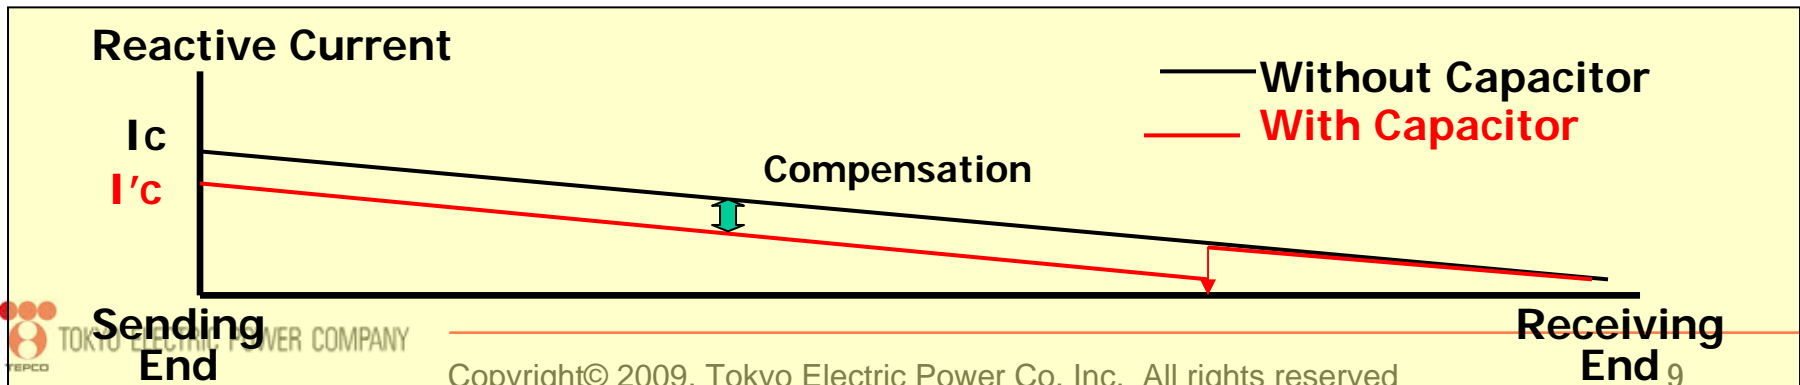 Reactive Current
Without Capacitor
With Capacitor
Ic
I'c
Compensation
Sending
End
Receiving
End
TOKYO ELECTRIC POWER COMPANY
TEPCO
Copyright© 2009, Tokyo Electric Power Co, Inc. All rights reserved
9